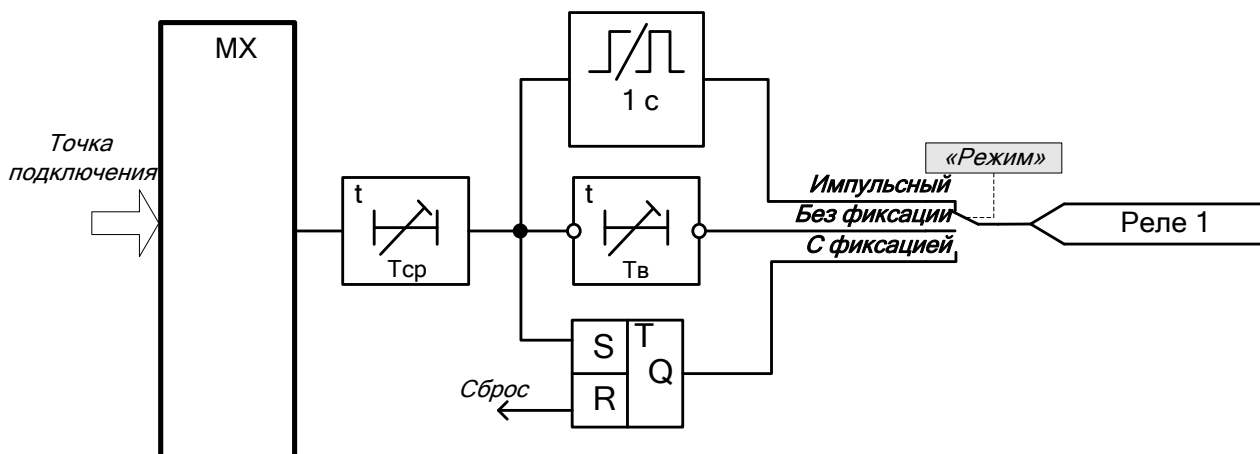 MX
1 с
Точка
подключения
«Режим»
t
Tср
t
Tв
Импульсный
Без фиксации
С фиксацией
Реле 1
S
T
Q
R
Сброс